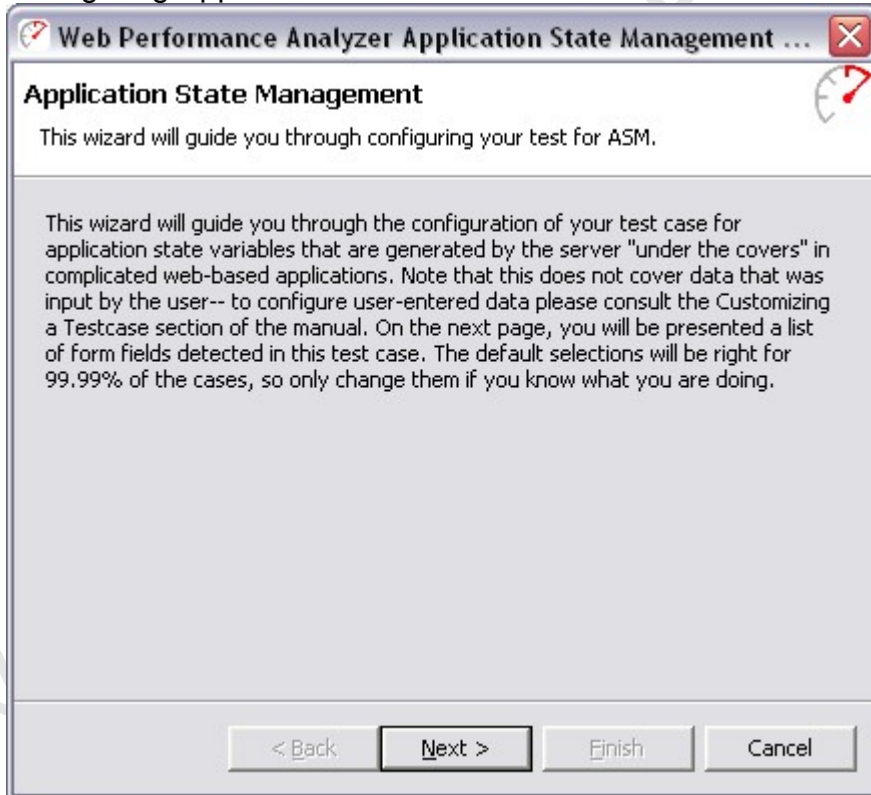 Web Performance Analyzer Application State Management ...
Application State Management
This wizard will guide you through configuring your test for ASM.
This wizard will guide you through the configuration of your test case for
application state variables that are generated by the server "under the covers" in
complicated web-based applications. Note that this does not cover data that was
input by the user-- to configure user-entered data please consult the Customizing
a Testcase section of the manual. On the next page, you will be presented a list
of form fields detected in this test case. The default selections will be right for
99.99% of the cases, so only change them if you know what you are doing.
< Back Next > Finish Cancel